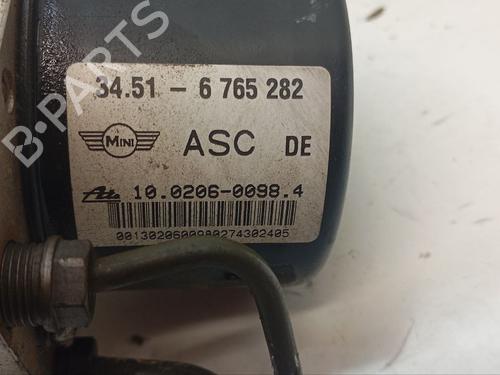 34.51 - 6 765 282
MINI
ASC DE
Ate 10.0206-0098.4
0013020600980274302405
B-PARTS